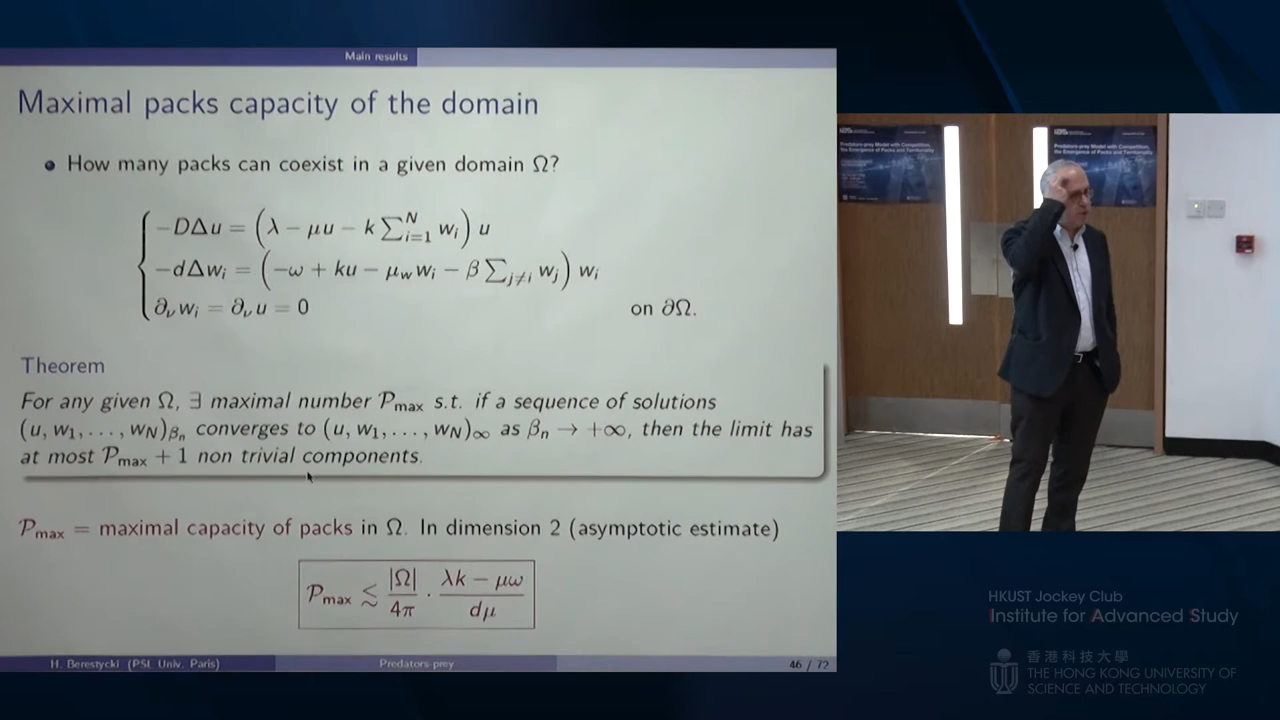 Main results
Maximal packs capacity of the domain
• How many packs can coexist in a given domain Ω?
−DΔu = (λ − μu − k ∑_{i=1}^{N} w_i) u
−dΔw_i = (−ω + ku − μ_w w_i − β ∑_{j≠i} w_j) w_i
∂_ν w_i = ∂_ν u = 0 on ∂Ω.
Theorem
For any given Ω, ∃ maximal number 𝒫_max s.t. if a sequence of solutions
(u, w_1, . . . , w_N)_{β_n} converges to (u, w_1, . . . , w_N)_∞ as β_n → +∞, then the limit has
at most 𝒫_max + 1 non trivial components.
𝒫_max = maximal capacity of packs in Ω. In dimension 2 (asymptotic estimate)
𝒫_max ≲ |Ω|/4π · (λk − μω)/dμ
H. Berestycki (PSL Univ. Paris) Predators-prey 46 / 72
Predators-prey Model with Competition,
the Emergence of Packs and Territoriality
Predators-prey Model with Competition,
the Emergence of Packs and Territoriality
HKUST Jockey Club
Institute for Advanced Study
香港科技大學
THE HONG KONG UNIVERSITY OF
SCIENCE AND TECHNOLOGY